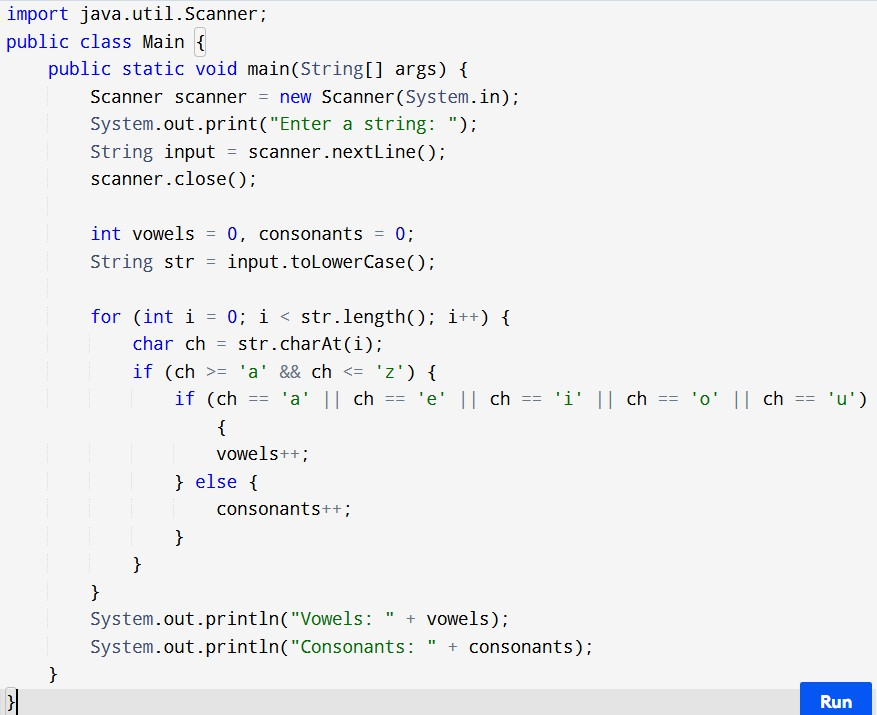 import java.util.Scanner;
public class Main {
    public static void main(String[] args) {
        Scanner scanner = new Scanner(System.in);
        System.out.print("Enter a string: ");
        String input = scanner.nextLine();
        scanner.close();

        int vowels = 0, consonants = 0;
        String str = input.toLowerCase();

        for (int i = 0; i < str.length(); i++) {
            char ch = str.charAt(i);
            if (ch >= 'a' && ch <= 'z') {
                if (ch == 'a' || ch == 'e' || ch == 'i' || ch == 'o' || ch == 'u')
                    {
                    vowels++;
                } else {
                    consonants++;
                }
            }
        }
        System.out.println("Vowels: " + vowels);
        System.out.println("Consonants: " + consonants);
    }
}
Run